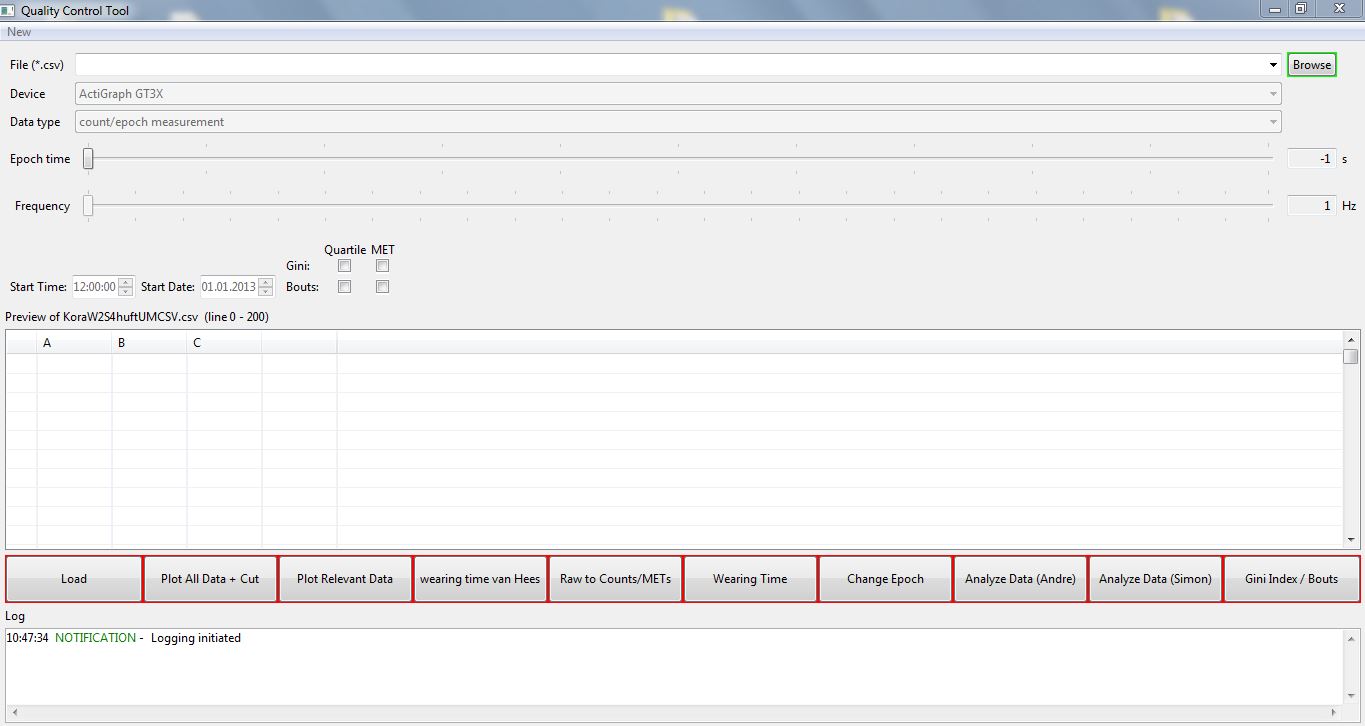 Quality Control Tool
New
File (*.csv) Browse
Device ActiGraph GT3X
Data type count/epoch measurement
Epoch time -1 s
Frequency 1 Hz
Quartile MET
Gini:
Start Time: 12:00:00 Start Date: 01.01.2013 Bouts:
Preview of KoraW2S4huftUMCSV.csv (line 0 - 200)
A B C
Load Plot All Data + Cut Plot Relevant Data wearing time van Hees Raw to Counts/METs Wearing Time Change Epoch Analyze Data (Andre) Analyze Data (Simon) Gini Index / Bouts
Log
10:47:34 NOTIFICATION - Logging initiated